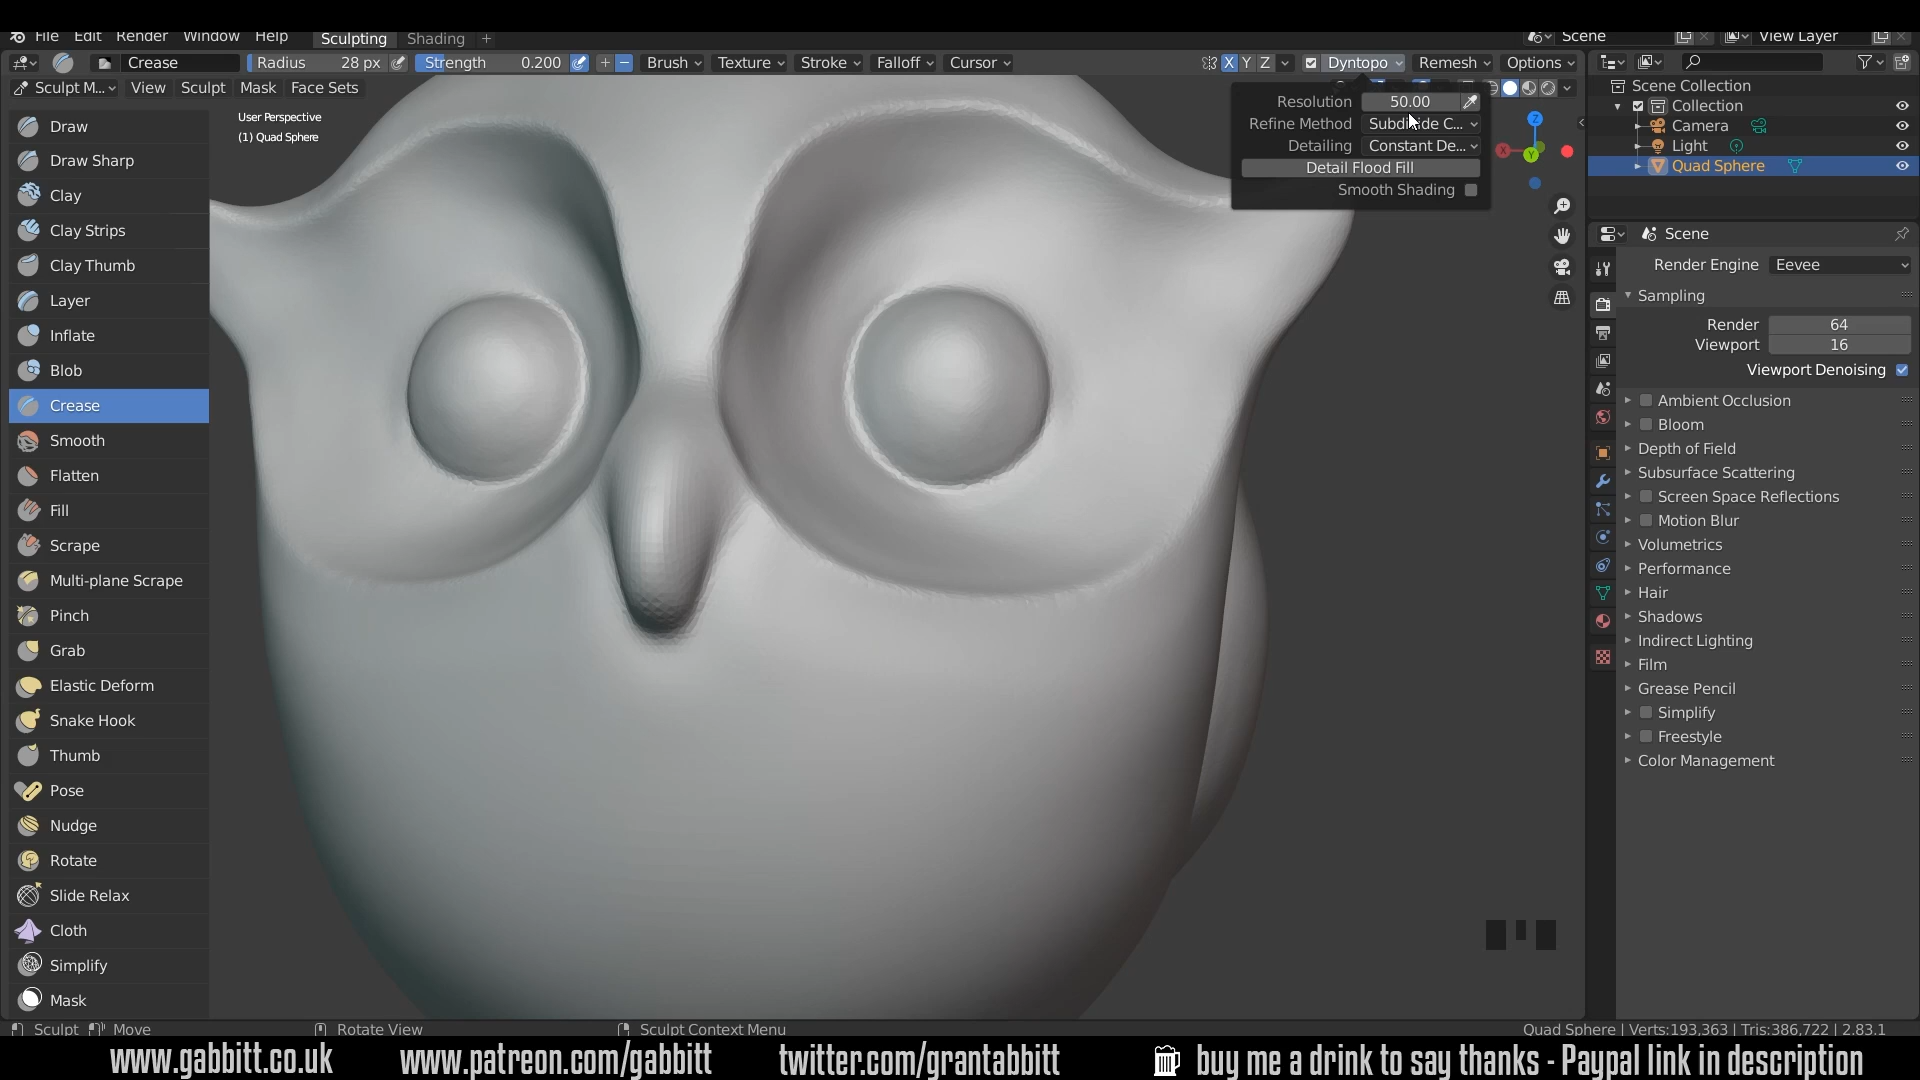 File Edit Render Window Help Sculpting Shading + Scene View Layer
Crease Radius 28 px Strength 0.200 Brush Texture Stroke Falloff Cursor X Y Z Dyntopo Remesh Options
Sculpt M... View Sculpt Mask Face Sets
User Perspective
(1) Quad Sphere
Draw
Draw Sharp
Clay
Clay Strips
Clay Thumb
Layer
Inflate
Blob
Crease
Smooth
Flatten
Fill
Scrape
Multi-plane Scrape
Pinch
Grab
Elastic Deform
Snake Hook
Thumb
Pose
Nudge
Rotate
Slide Relax
Cloth
Simplify
Mask
Resolution 50.00
Refine Method Subdivide C...
Detailing Constant De...
Detail Flood Fill
Smooth Shading
Z
X
Y
Scene Collection
Collection
Camera
Light
Quad Sphere
Scene
Render Engine Eevee
Sampling
Render 64
Viewport 16
Viewport Denoising
Ambient Occlusion
Bloom
Depth of Field
Subsurface Scattering
Screen Space Reflections
Motion Blur
Volumetrics
Performance
Hair
Shadows
Indirect Lighting
Film
Grease Pencil
Simplify
Freestyle
Color Management
Sculpt Move Rotate View Sculpt Context Menu Quad Sphere | Verts:193,363 | Tris:386,722 | 2.83.1
www.gabbitt.co.uk www.patreon.com/gabbitt twitter.com/grantabbitt buy me a drink to say thanks - Paypal link in description